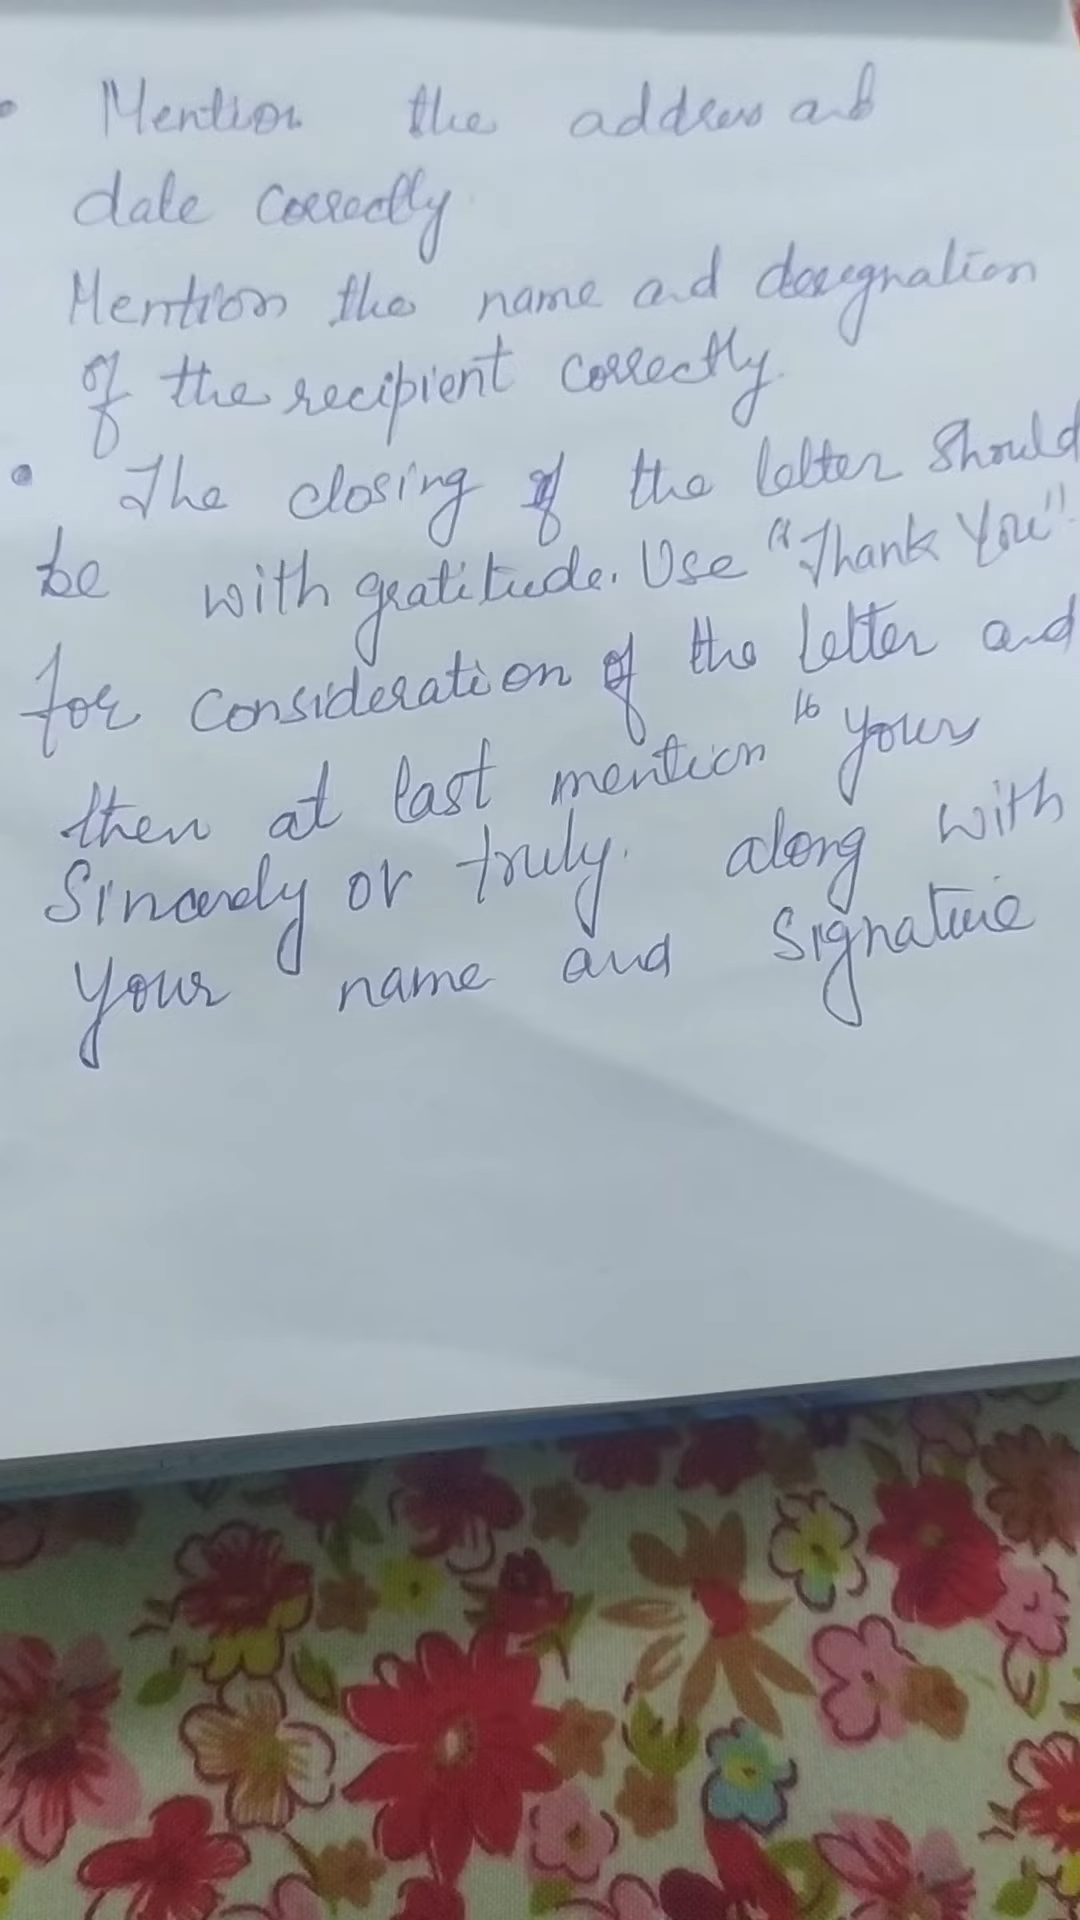 • Mention the address and
date correctly
Mention the name and designation
of the recipient correctly.
• The closing of the letter should
be with gratitude. Use "Thank You"
for consideration of the letter and
then at last mention "yours
Sincerely or truly. along with
your name and signature